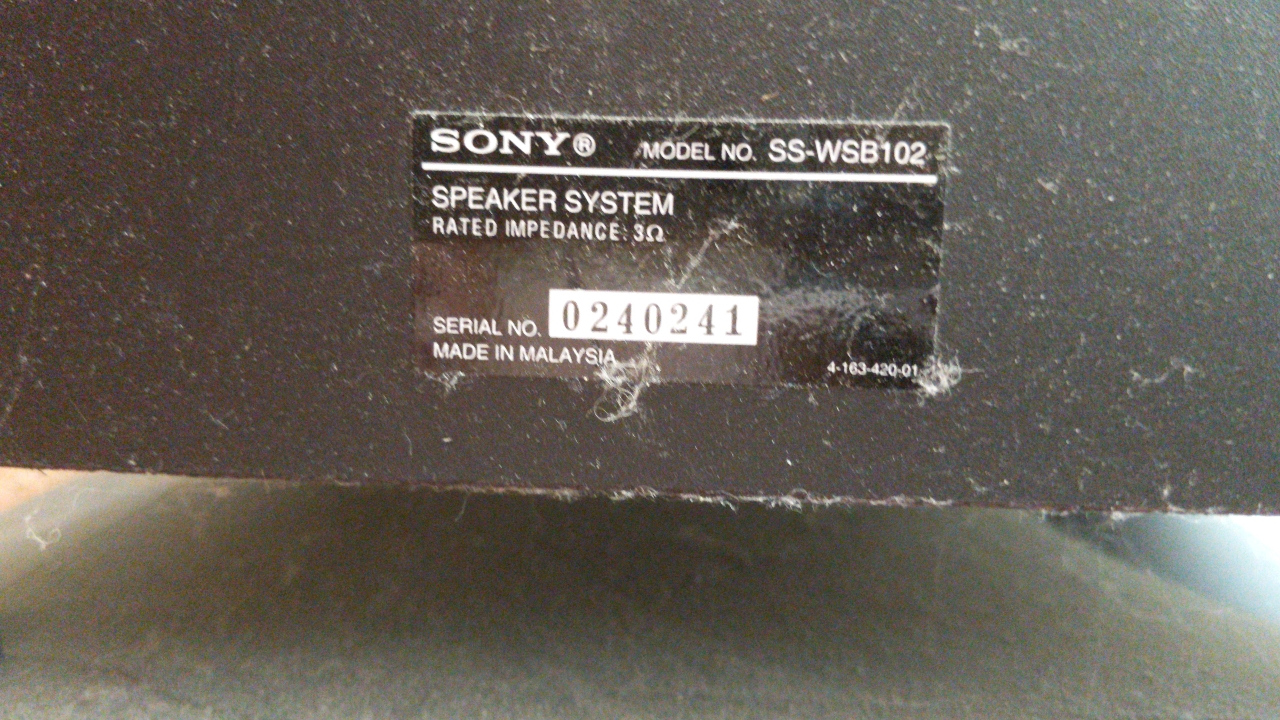 SONY® MODEL NO. SS-WSB102
SPEAKER SYSTEM
RATED IMPEDANCE: 3Ω
SERIAL NO. 0240241
MADE IN MALAYSIA
4-163-420-01